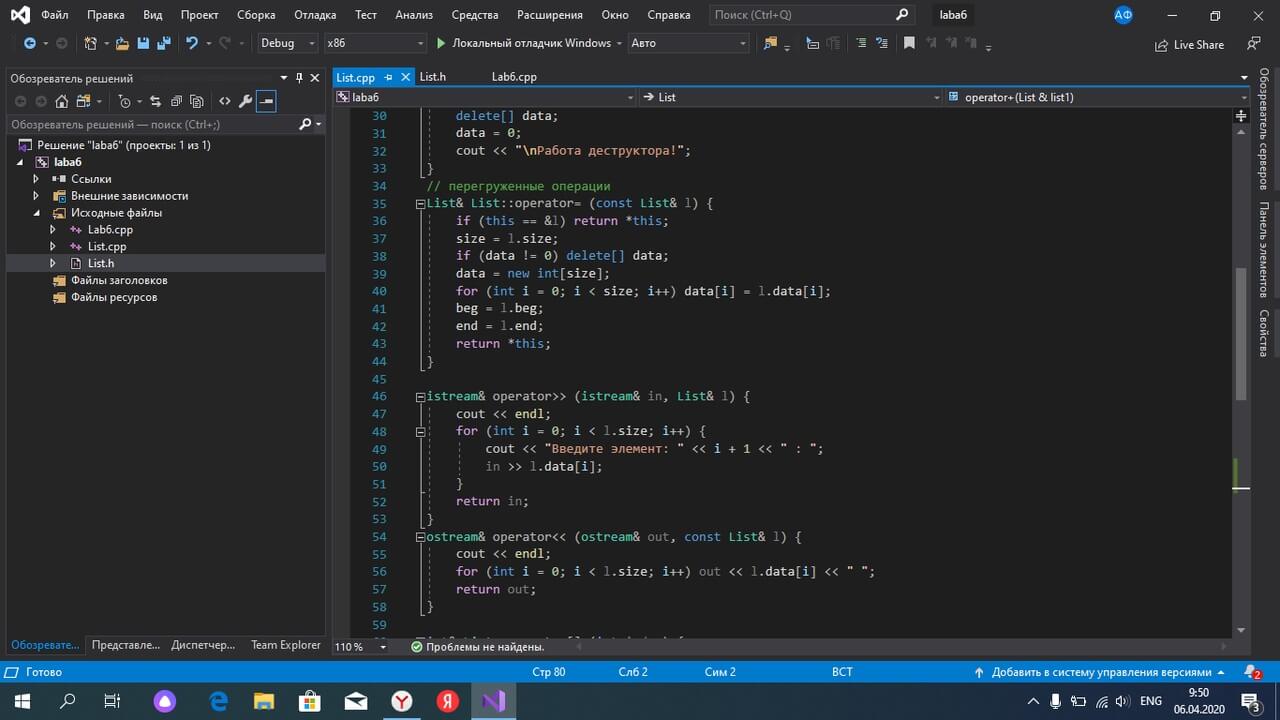 Файл Правка Вид Проект Сборка Отладка Тест Анализ Средства Расширения Окно Справка Поиск (Ctrl+Q) laba6 АФ
Debug x86 Локальный отладчик Windows Авто Live Share
Обозреватель решений
Обозреватель решений — поиск (Ctrl+;)
Решение "laba6" (проекты: 1 из 1)
laba6
Ссылки
Внешние зависимости
Исходные файлы
Lab6.cpp
List.cpp
List.h
Файлы заголовков
Файлы ресурсов
Обозревате... Представле... Диспетчер... Team Explorer
List.cpp List.h Lab6.cpp
laba6 List operator+(List & list1)
30 delete[] data;
31 data = 0;
32 cout << "\nРабота деструктора!";
33 }
34 // перегруженные операции
35 List& List::operator= (const List& l) {
36 if (this == &l) return *this;
37 size = l.size;
38 if (data != 0) delete[] data;
39 data = new int[size];
40 for (int i = 0; i < size; i++) data[i] = l.data[i];
41 beg = l.beg;
42 end = l.end;
43 return *this;
44 }
45
46 istream& operator>> (istream& in, List& l) {
47 cout << endl;
48 for (int i = 0; i < l.size; i++) {
49 cout << "Введите элемент: " << i + 1 << " : ";
50 in >> l.data[i];
51 }
52 return in;
53 }
54 ostream& operator<< (ostream& out, const List& l) {
55 cout << endl;
56 for (int i = 0; i < l.size; i++) out << l.data[i] << " ";
57 return out;
58 }
59
110 % Проблемы не найдены.
Обозреватель серверов
Панель элементов
Свойства
Готово Стр 80 Слб 2 Сим 2 ВСТ Добавить в систему управления версиями 2
Я ENG 9:50
06.04.2020 3